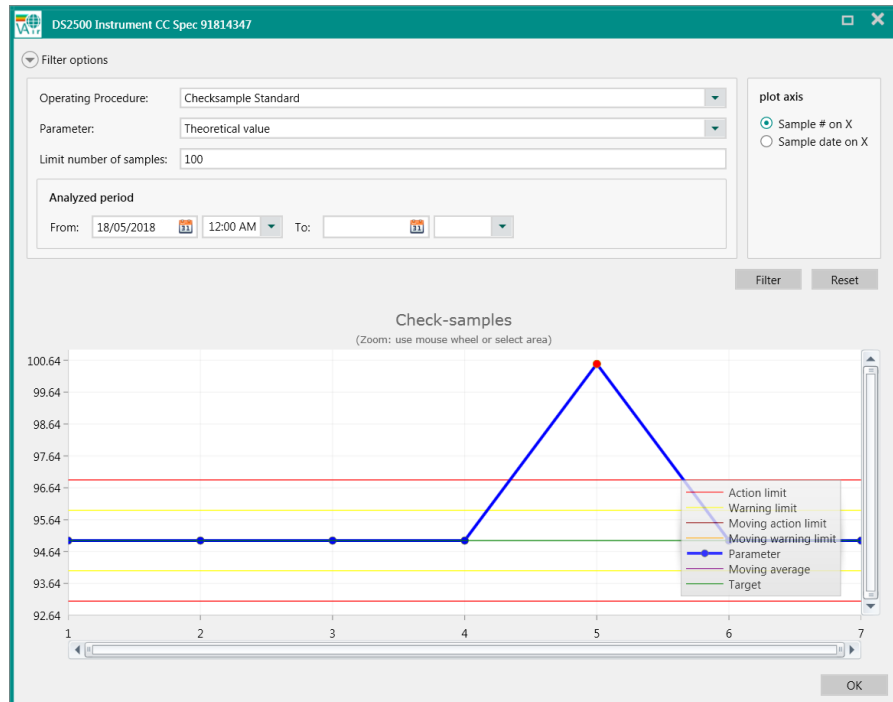 DS2500 Instrument CC Spec 91814347
Filter options
Operating Procedure: Checksample Standard
Parameter: Theoretical value
Limit number of samples: 100
Analyzed period
From: 18/05/2018 31 12:00 AM To: 31
plot axis
Sample # on X
Sample date on X
Filter Reset
Check-samples
(Zoom: use mouse wheel or select area)
100.64
99.64
98.64
97.64
96.64
95.64
94.64
93.64
92.64
Action limit
Warning limit
Moving action limit
Moving warning limit
Parameter
Moving average
Target
1 2 3 4 5 6 7
OK